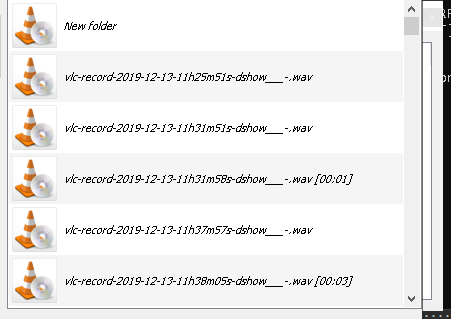 New folder
vlc-record-2019-12-13-11h25m51s-dshow___-.wav
vlc-record-2019-12-13-11h31m51s-dshow___-.wav
vlc-record-2019-12-13-11h31m58s-dshow___-.wav [00:01]
vlc-record-2019-12-13-11h37m57s-dshow___-.wav
vlc-record-2019-12-13-11h38m05s-dshow___-.wav [00:03]